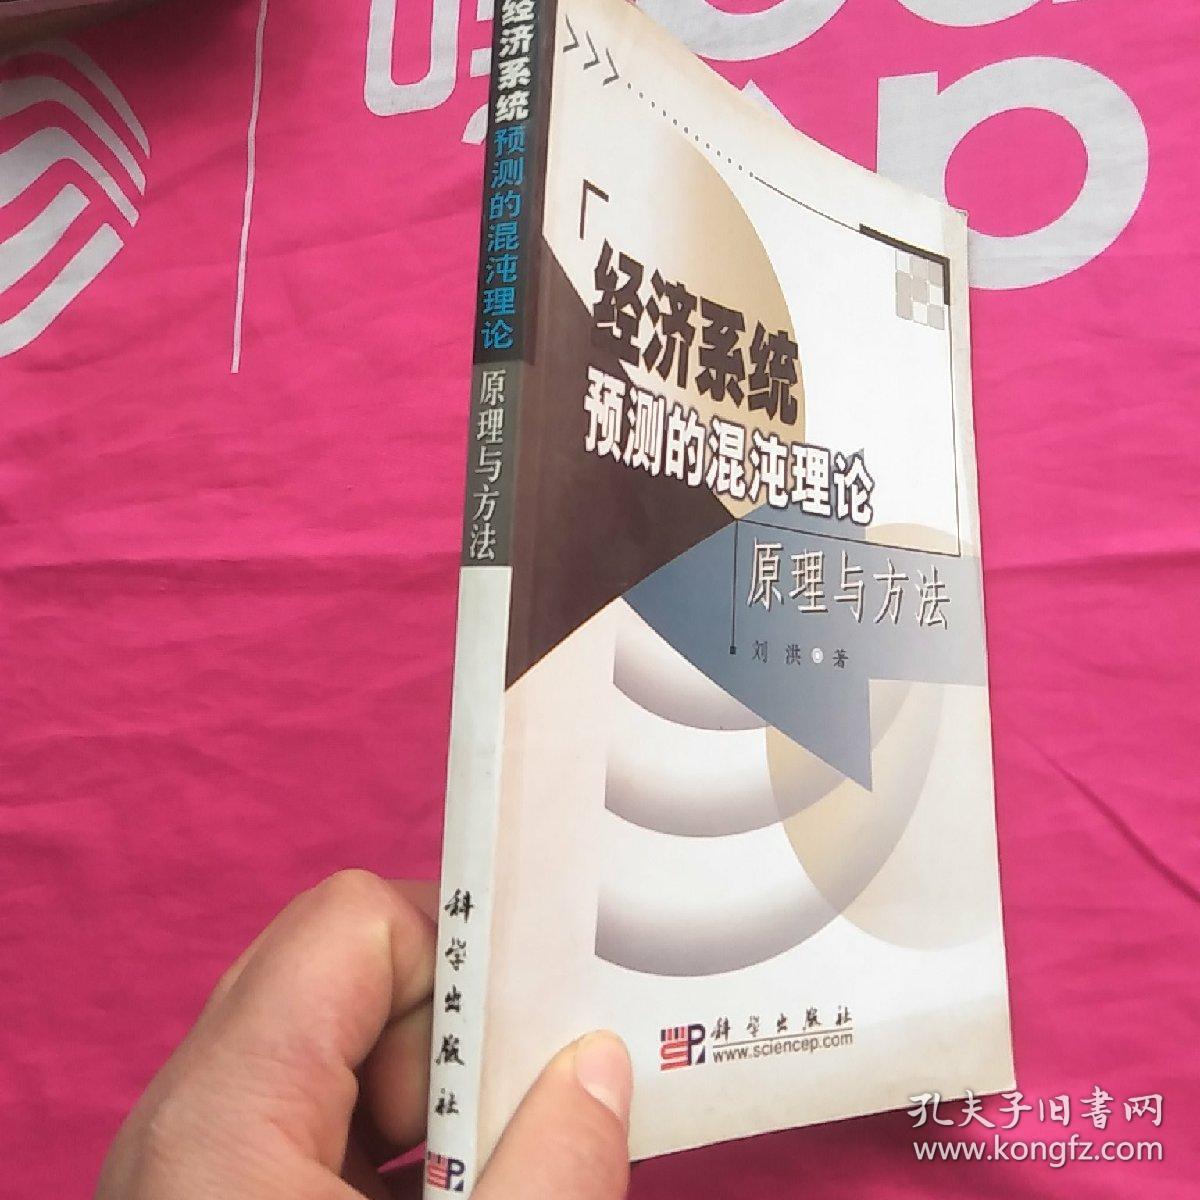 经济系统预测的混沌理论 原理与方法
科学出版社
经济系统
预测的混沌理论
原理与方法
刘 洪 著
科学出版社
www.sciencep.com
孔夫子旧書网
www.kongfz.com